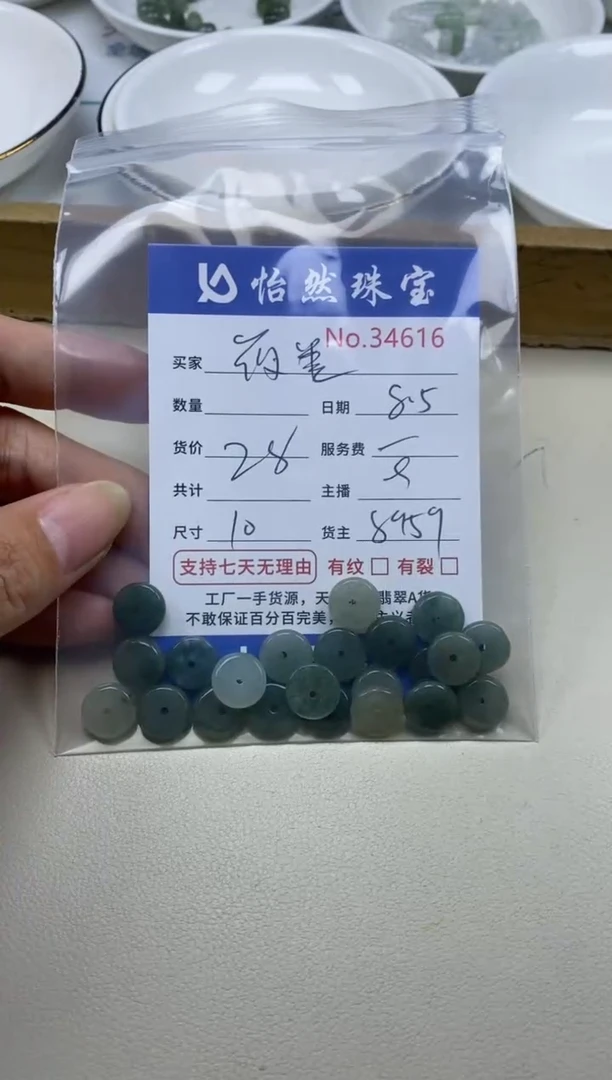 怡然珠宝
No.34616
买家
数量 日期 8.5
货价 28 服务费
共计 主播
尺寸 10 货主 8959
支持七天无理由 有纹 有裂
工厂一手货源,天 翡翠A货
不敢保证百分百完美,